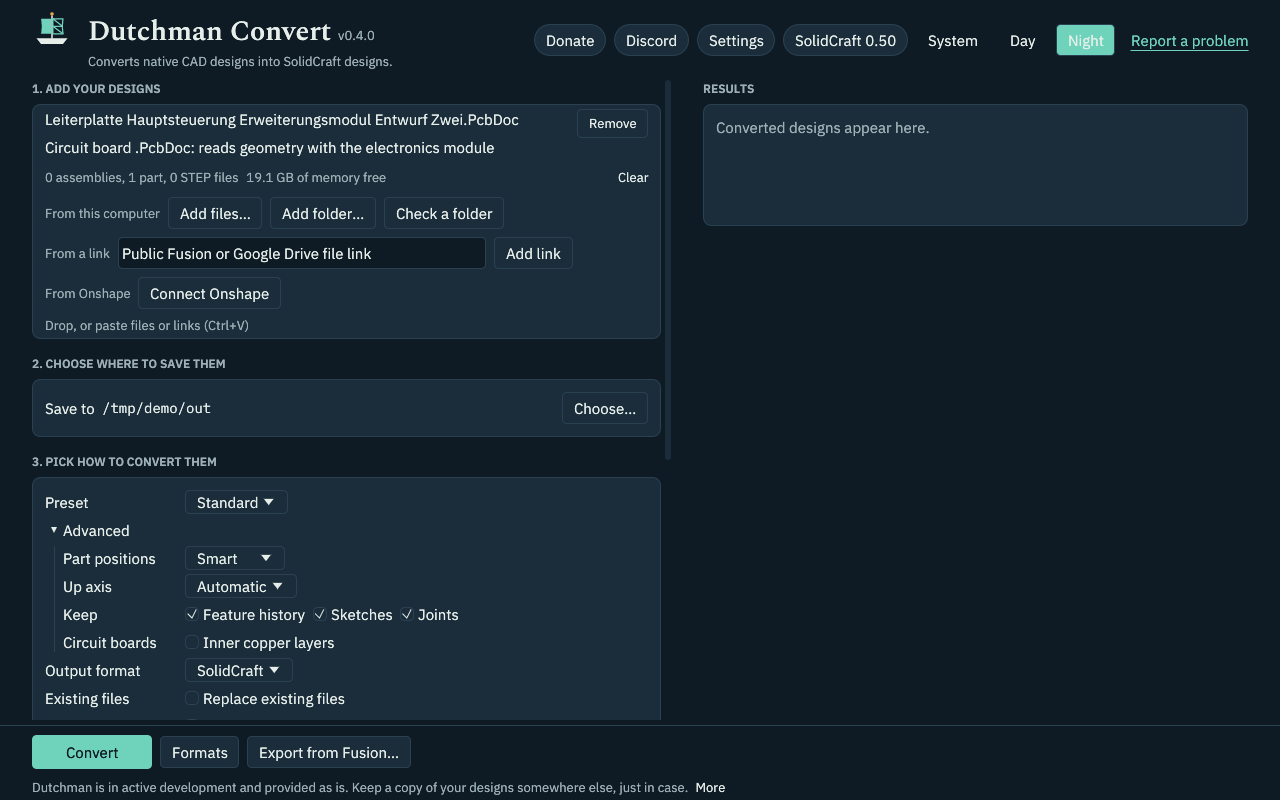 Dutchman Convert v0.4.0
Converts native CAD designs into SolidCraft designs.
Donate Discord Settings SolidCraft 0.50 System Day Night Report a problem
1. ADD YOUR DESIGNS
Leiterplatte Hauptsteuerung Erweiterungsmodul Entwurf Zwei.PcbDoc Remove
Circuit board .PcbDoc: reads geometry with the electronics module
0 assemblies, 1 part, 0 STEP files 19.1 GB of memory free Clear
From this computer Add files... Add folder... Check a folder
From a link Public Fusion or Google Drive file link Add link
From Onshape Connect Onshape
Drop, or paste files or links (Ctrl+V)
2. CHOOSE WHERE TO SAVE THEM
Save to /tmp/demo/out Choose...
3. PICK HOW TO CONVERT THEM
Preset Standard
Advanced
Part positions Smart
Up axis Automatic
Keep Feature history Sketches Joints
Circuit boards Inner copper layers
Output format SolidCraft
Existing files Replace existing files
RESULTS
Converted designs appear here.
Convert Formats Export from Fusion...
Dutchman is in active development and provided as is. Keep a copy of your designs somewhere else, just in case. More